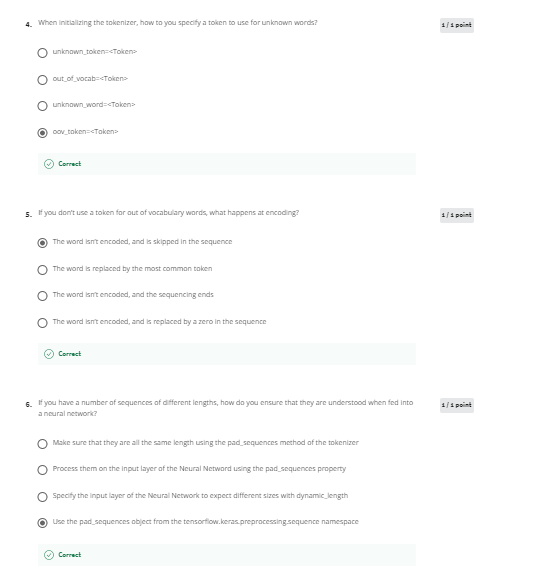 4. When initializing the tokenizer, how to you specify a token to use for unknown words?
1 / 1 point
unknown_token=<Token>
out_of_vocab=<Token>
unknown_word=<Token>
oov_token=<Token>
Correct
5. If you don't use a token for out of vocabulary words, what happens at encoding?
1 / 1 point
The word isn't encoded, and is skipped in the sequence
The word is replaced by the most common token
The word isn't encoded, and the sequencing ends
The word isn't encoded, and is replaced by a zero in the sequence
Correct
6. If you have a number of sequences of different lengths, how do you ensure that they are understood when fed into
a neural network?
1 / 1 point
Make sure that they are all the same length using the pad_sequences method of the tokenizer
Process them on the input layer of the Neural Netword using the pad_sequences property
Specify the input layer of the Neural Network to expect different sizes with dynamic_length
Use the pad_sequences object from the tensorflow.keras.preprocessing.sequence namespace
Correct